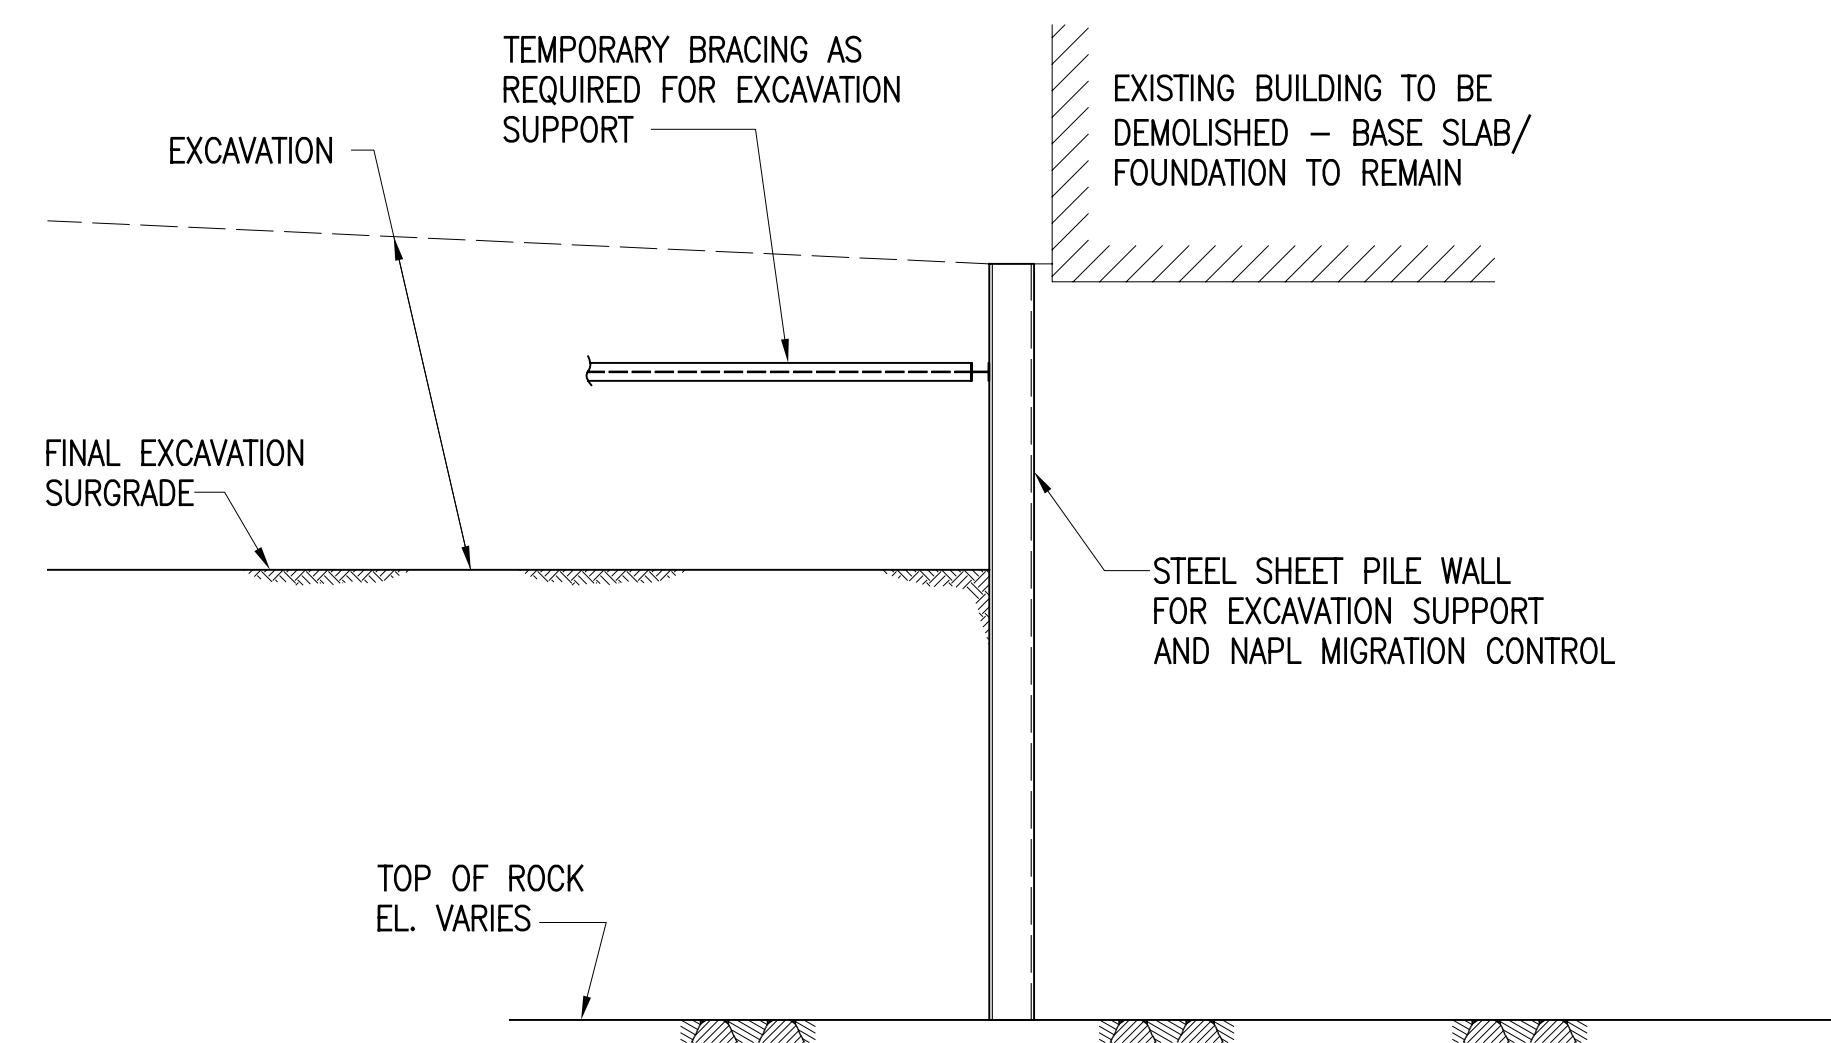 TEMPORARY BRACING AS
REQUIRED FOR EXCAVATION
SUPPORT
EXISTING BUILDING TO BE
DEMOLISHED – BASE SLAB/
FOUNDATION TO REMAIN
EXCAVATION
FINAL EXCAVATION
SURGRADE
STEEL SHEET PILE WALL
FOR EXCAVATION SUPPORT
AND NAPL MIGRATION CONTROL
TOP OF ROCK
EL. VARIES